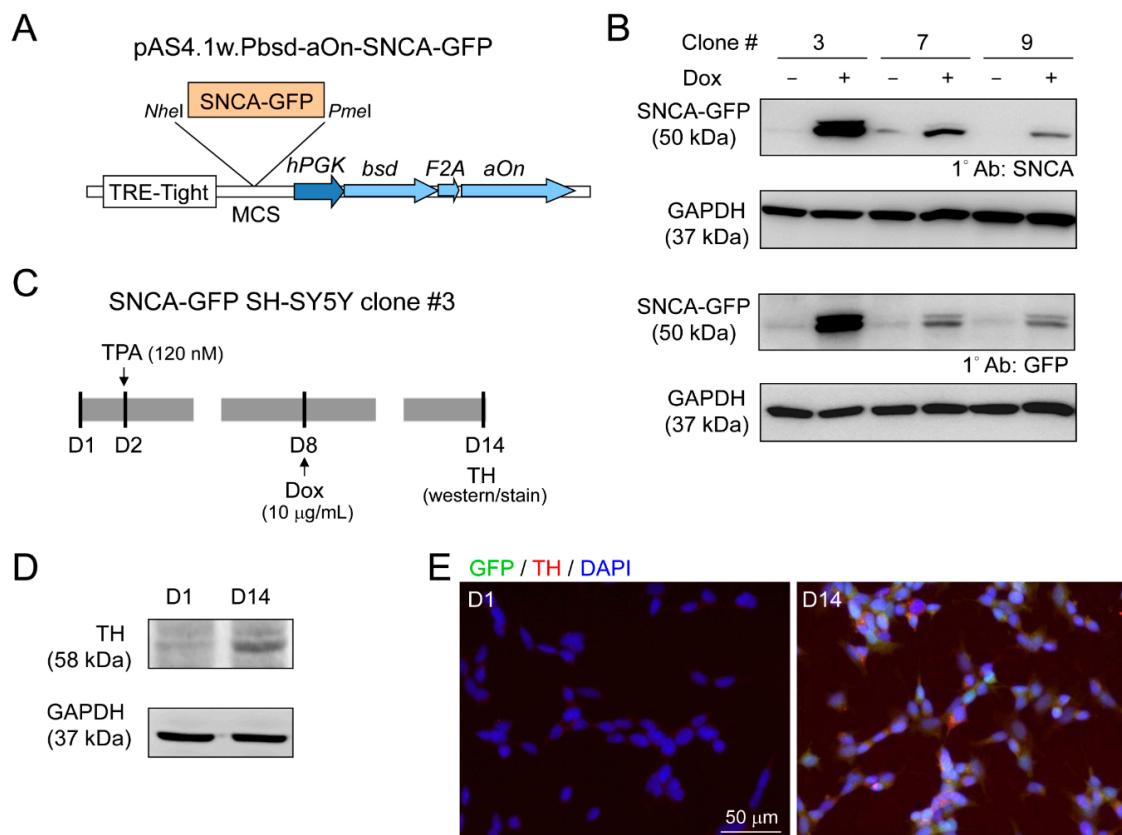 A
pAS4.1w.Pbsd-aOn-SNCA-GFP
NheI SNCA-GFP PmeI
hPGK bsd F2A aOn
TRE-Tight
MCS
B
Clone # 3 7 9
Dox – + – + – +
SNCA-GFP
(50 kDa)
1° Ab: SNCA
GAPDH
(37 kDa)
SNCA-GFP
(50 kDa)
1° Ab: GFP
GAPDH
(37 kDa)
C
SNCA-GFP SH-SY5Y clone #3
TPA (120 nM)
D1 D2 D8 D14
Dox
(10 μg/mL)
TH
(western/stain)
D
D1 D14
TH
(58 kDa)
GAPDH
(37 kDa)
E
GFP / TH / DAPI
D1 D14
50 μm